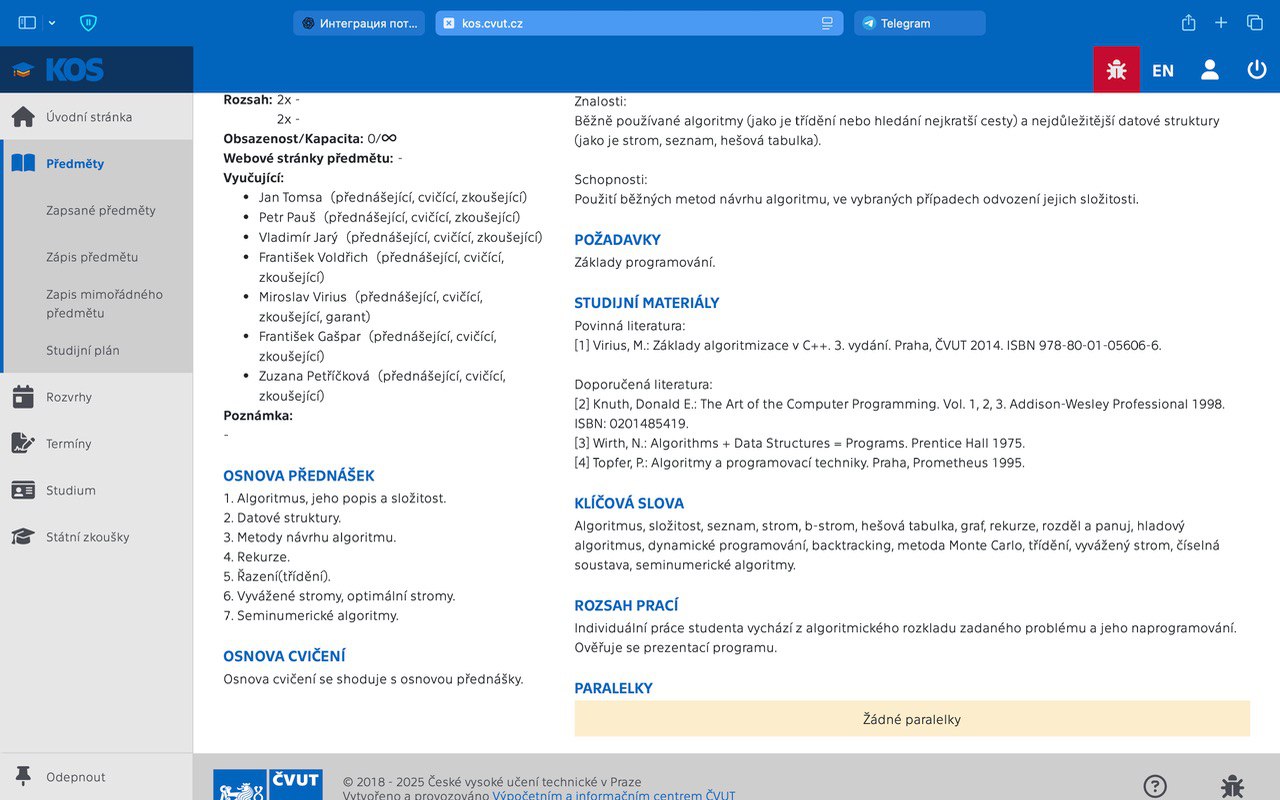 Интеграция пот...
kos.cvut.cz
Telegram
KOS
EN
Úvodní stránka
Předměty
Zapsané předměty
Zápis předmětu
Zapis mimořádného
předmětu
Studijní plán
Rozvrhy
Termíny
Studium
Státní zkoušky
Odepnout
Rozsah: 2x -
2x -
Obsazenost/Kapacita: 0/∞
Webové stránky předmětu: -
Vyučující:
• Jan Tomsa (přednášející, cvičící, zkoušející)
• Petr Pauš (přednášející, cvičící, zkoušející)
• Vladimír Jarý (přednášející, cvičící, zkoušející)
• František Voldřich (přednášející, cvičící,
zkoušející)
• Miroslav Virius (přednášející, cvičící,
zkoušející, garant)
• František Gašpar (přednášející, cvičící,
zkoušející)
• Zuzana Petříčková (přednášející, cvičící,
zkoušející)
Poznámka:
-
OSNOVA PŘEDNÁŠEK
1. Algoritmus, jeho popis a složitost.
2. Datové struktury.
3. Metody návrhu algoritmu.
4. Rekurze.
5. Řazení(třídění).
6. Vyvážené stromy, optimální stromy.
7. Seminumerické algoritmy.
OSNOVA CVIČENÍ
Osnova cvičení se shoduje s osnovou přednášky.
Znalosti:
Běžně používané algoritmy (jako je třídění nebo hledání nejkratší cesty) a nejdůležitější datové struktury
(jako je strom, seznam, hešová tabulka).
Schopnosti:
Použití běžných metod návrhu algoritmu, ve vybraných případech odvození jejich složitosti.
POŽADAVKY
Základy programování.
STUDIJNÍ MATERIÁLY
Povinná literatura:
[1] Virius, M.: Základy algoritmizace v C++. 3. vydání. Praha, ČVUT 2014. ISBN 978-80-01-05606-6.
Doporučená literatura:
[2] Knuth, Donald E.: The Art of the Computer Programming. Vol. 1, 2, 3. Addison-Wesley Professional 1998.
ISBN: 0201485419.
[3] Wirth, N.: Algorithms + Data Structures = Programs. Prentice Hall 1975.
[4] Topfer, P.: Algoritmy a programovací techniky. Praha, Prometheus 1995.
KLÍČOVÁ SLOVA
Algoritmus, složitost, seznam, strom, b-strom, hešová tabulka, graf, rekurze, rozděl a panuj, hladový
algoritmus, dynamické programování, backtracking, metoda Monte Carlo, třídění, vyvážený strom, číselná
soustava, seminumerické algoritmy.
ROZSAH PRACÍ
Individuální práce studenta vychází z algoritmického rozkladu zadaného problému a jeho naprogramování.
Ověřuje se prezentací programu.
PARALELKY
Žádné paralelky
ČVUT
© 2018 - 2025 České vysoké učení technické v Praze
Vytvořeno a provozováno Výpočetním a informačním centrem ČVUT